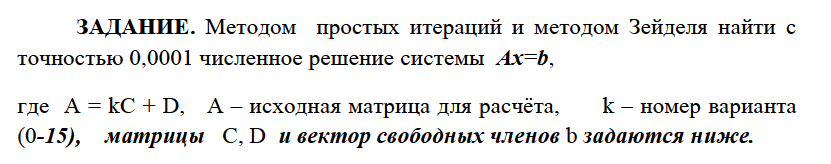 ЗАДАНИЕ. Методом простых итераций и методом Зейделя найти с
точностью 0,0001 численное решение системы Ax=b,
где A = kC + D, A – исходная матрица для расчёта, k – номер варианта
(0-15), матрицы C, D и вектор свободных членов b задаются ниже.